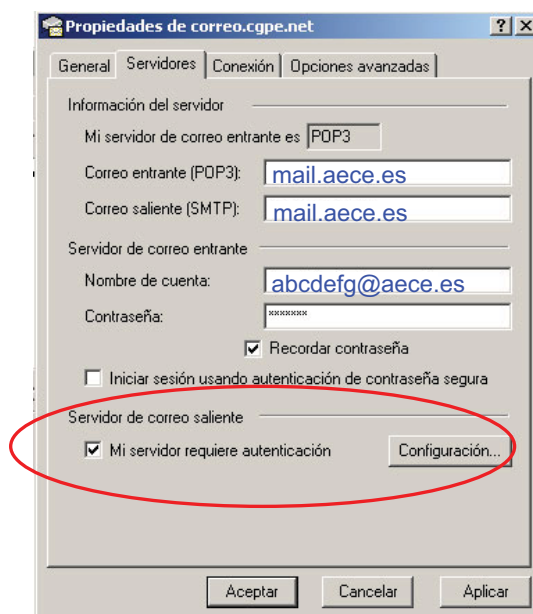 Propiedades de correo.cgpe.net
General Servidores Conexión Opciones avanzadas
Información del servidor
Mi servidor de correo entrante es POP3
Correo entrante (POP3): mail.aece.es
Correo saliente (SMTP): mail.aece.es
Servidor de correo entrante
Nombre de cuenta: abcdefg@aece.es
Contraseña: *******
Recordar contraseña
Iniciar sesión usando autenticación de contraseña segura
Servidor de correo saliente
Mi servidor requiere autenticación Configuración...
Aceptar Cancelar Aplicar